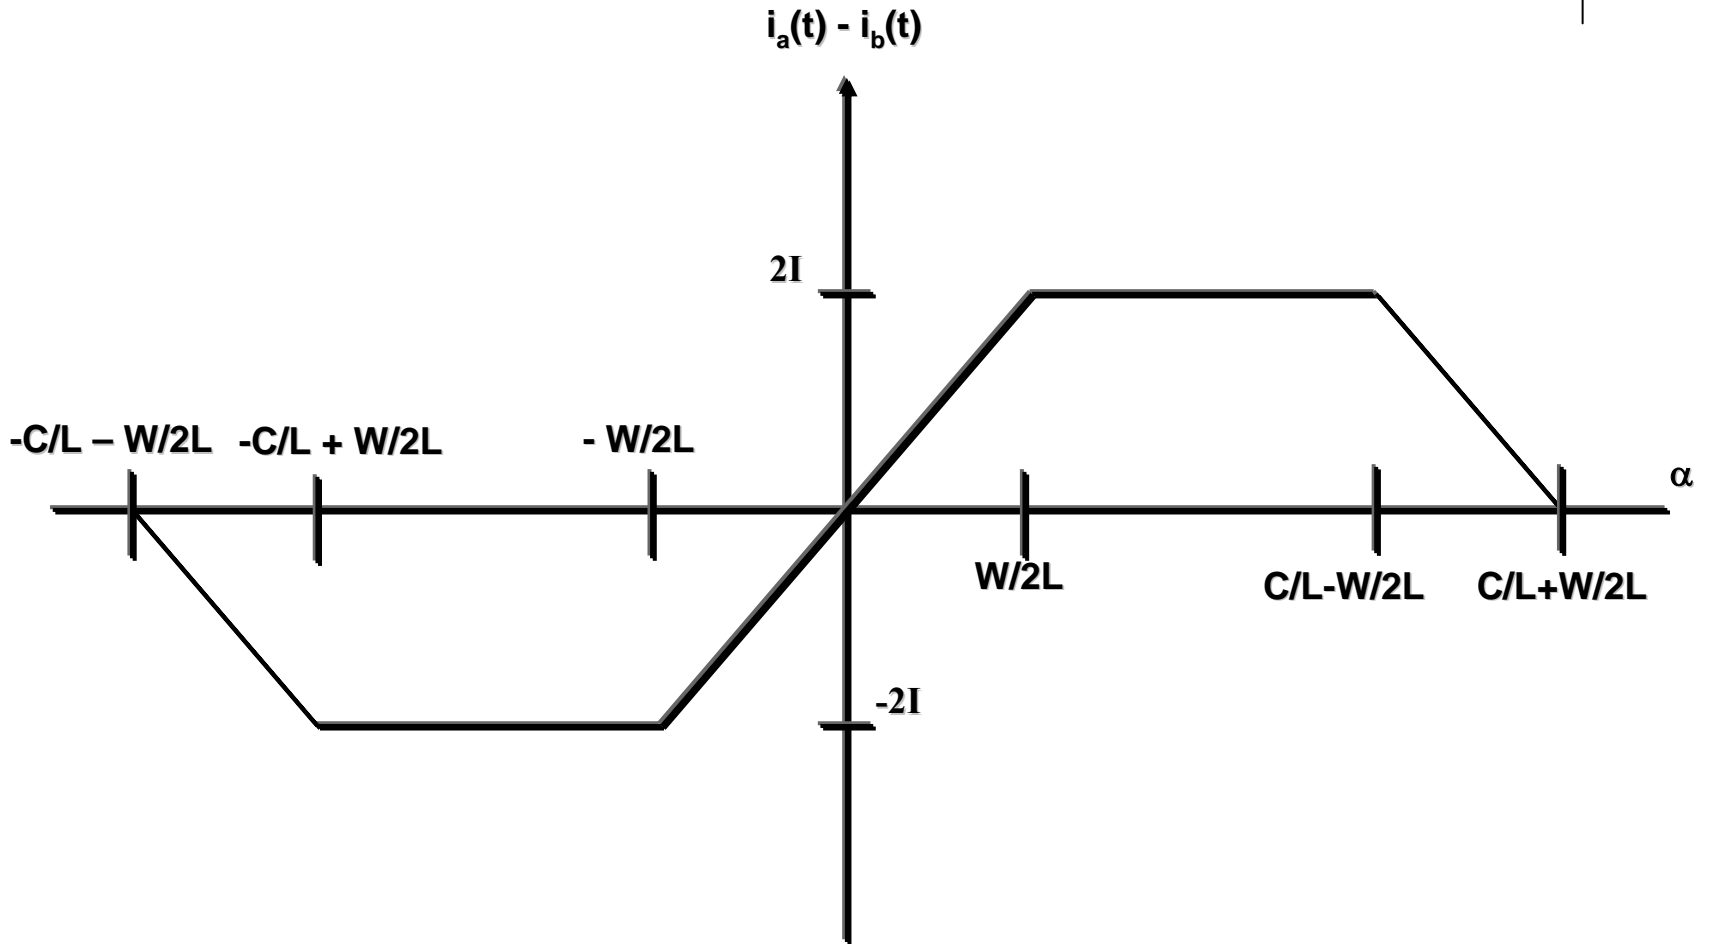 i_a(t) - i_b(t)
2I
-C/L – W/2L
-C/L + W/2L
- W/2L
α
W/2L
C/L-W/2L
C/L+W/2L
-2I